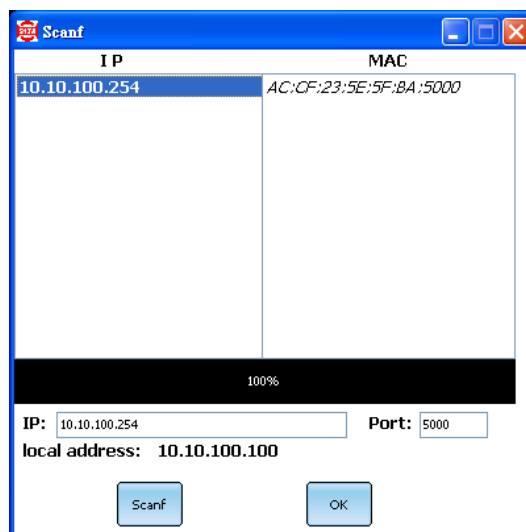 Scanf
IP MAC
10.10.100.254 AC:CF:23:5E:5F:BA:5000
100%
IP: 10.10.100.254 Port: 5000
local address: 10.10.100.100
Scanf OK